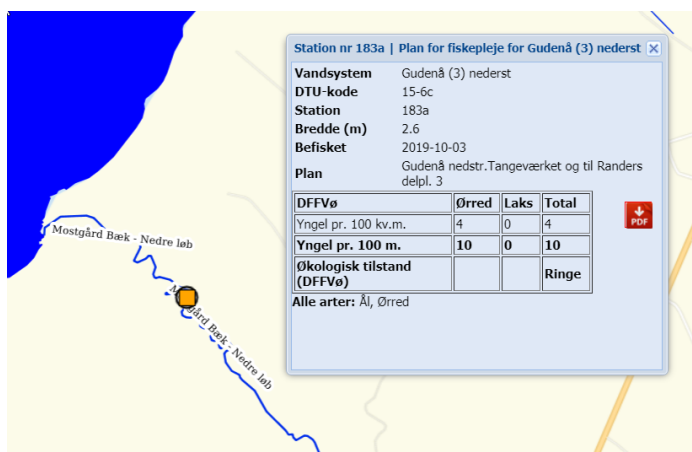 Station nr 183a | Plan for fiskepleje for Gudenå (3) nederst
Vandsystem Gudenå (3) nederst
DTU-kode 15-6c
Station 183a
Bredde (m) 2.6
Befisket 2019-10-03
Plan Gudenå nedstr.Tangeværket og til Randers
delpl. 3
DFFVø Ørred Laks Total
Yngel pr. 100 kv.m. 4 0 4
Yngel pr. 100 m. 10 0 10
Økologisk tilstand
(DFFVø) Ringe
Alle arter: Ål, Ørred
PDF
Mostgård Bæk - Nedre løb
Mostgård Bæk - Nedre løb